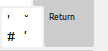 ' ˇ Return
# ′